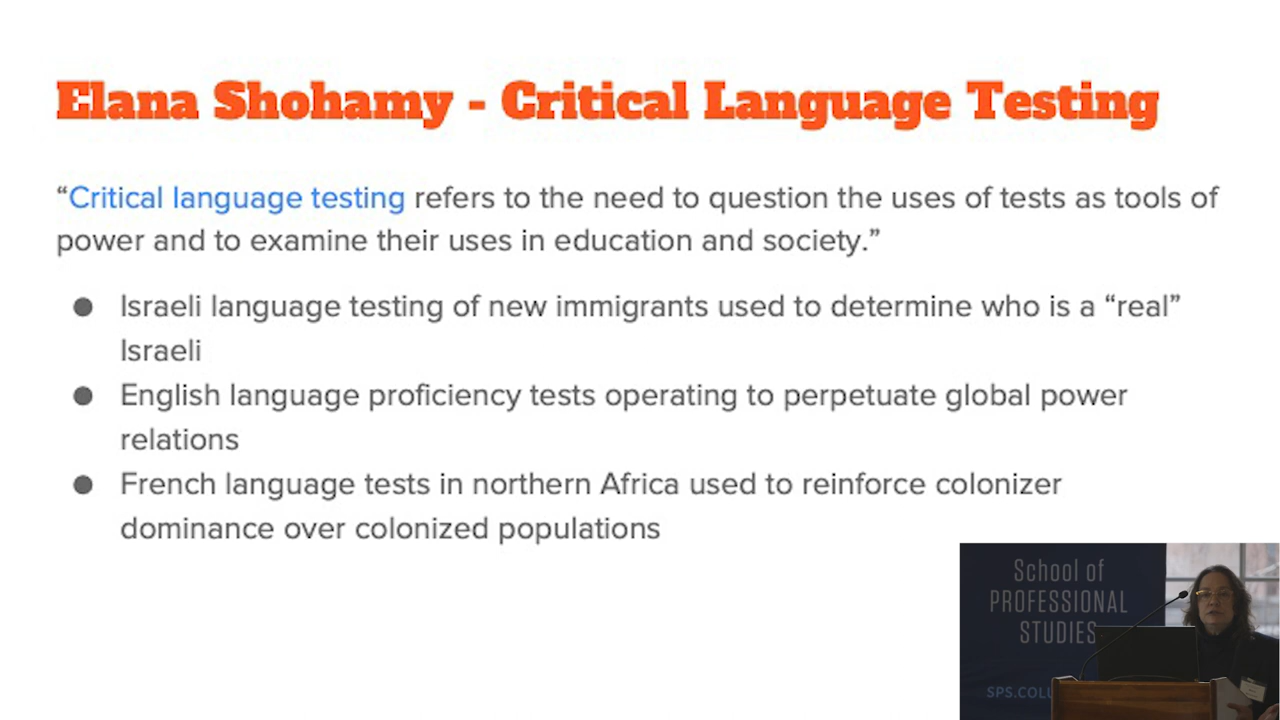 Elana Shohamy - Critical Language Testing
“Critical language testing refers to the need to question the uses of tests as tools of
power and to examine their uses in education and society.”
● Israeli language testing of new immigrants used to determine who is a “real”
Israeli
● English language proficiency tests operating to perpetuate global power
relations
● French language tests in northern Africa used to reinforce colonizer
dominance over colonized populations
School of
PROFESSIONAL
STUDIES